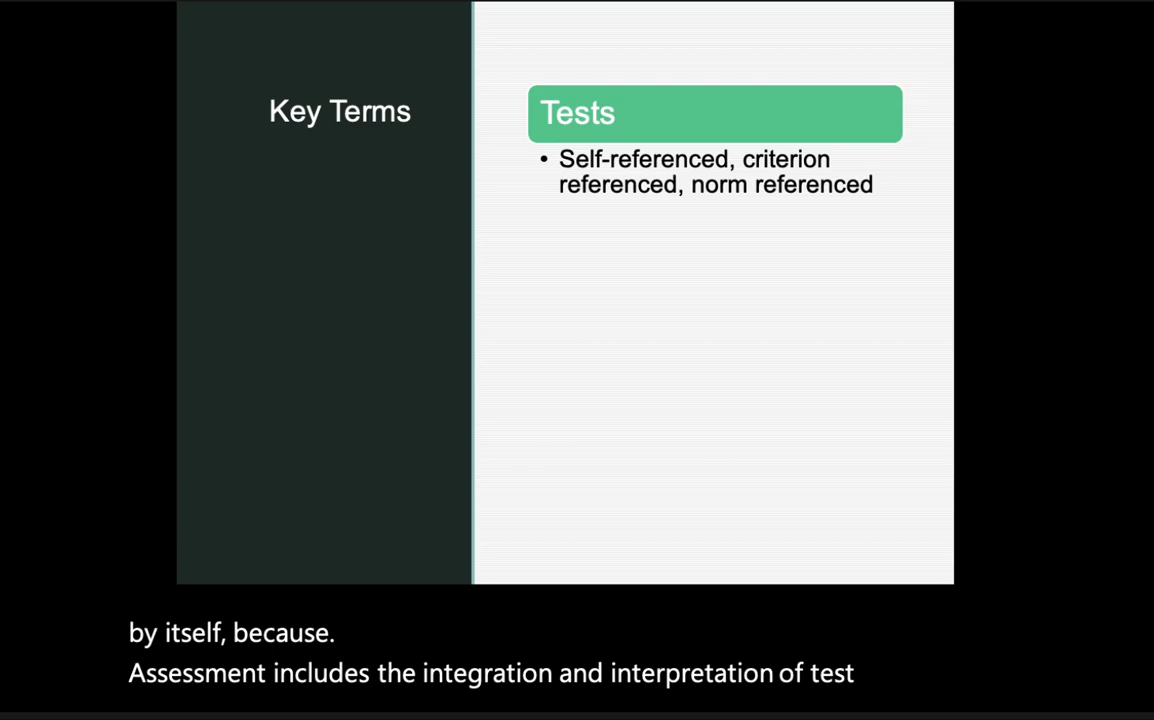 Key Terms
Tests
• Self-referenced, criterion
referenced, norm referenced
by itself, because.
Assessment includes the integration and interpretation of test